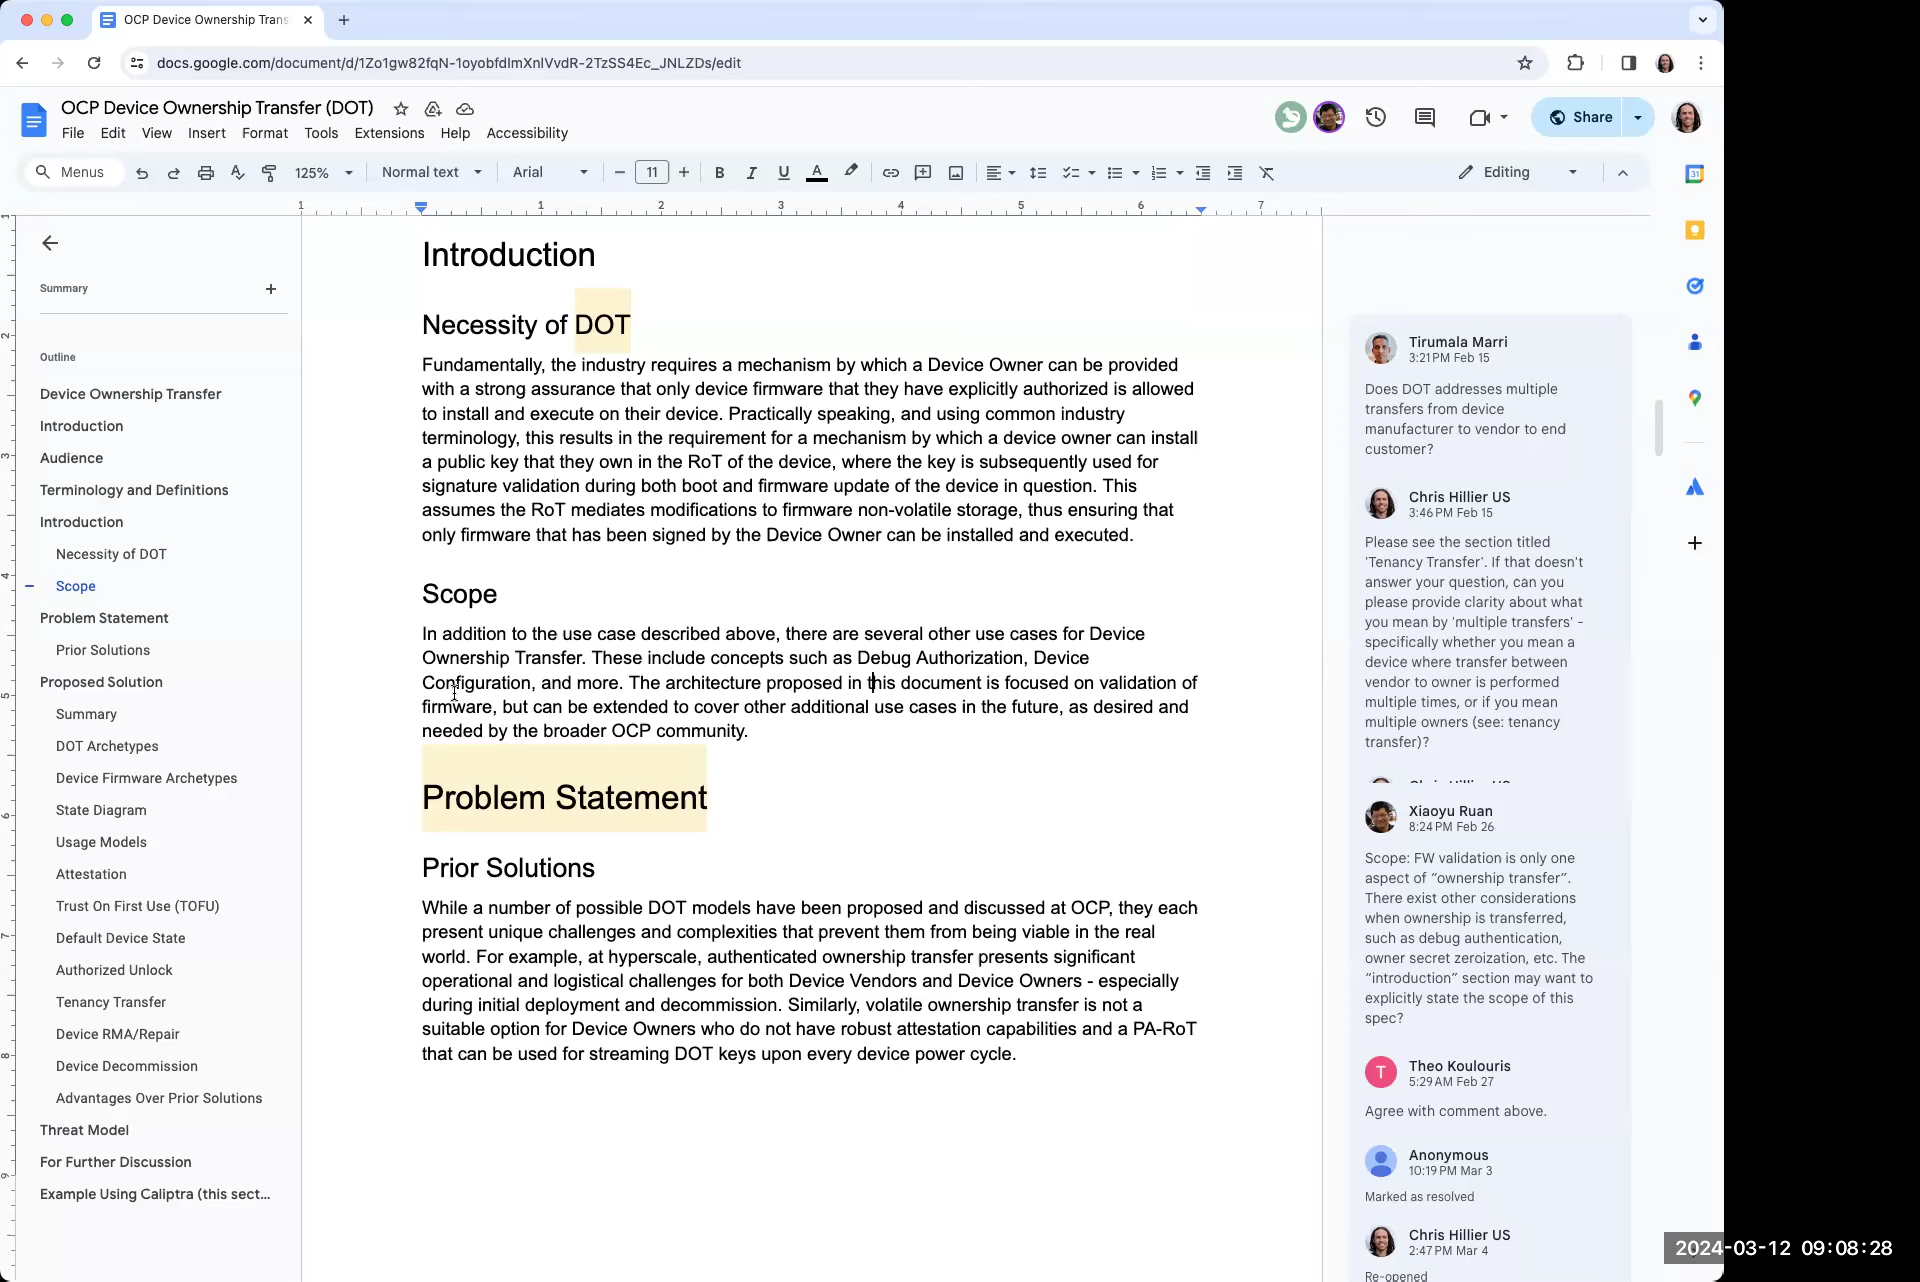 OCP Device Ownership Trans
docs.google.com/document/d/1Zo1gw82fqN-1oyobfdImXnlVvdR-2TzSS4Ec_JNLZDs/edit
OCP Device Ownership Transfer (DOT)
File Edit View Insert Format Tools Extensions Help Accessibility
Share
Menus 125% Normal text Arial 11 Editing
1 1 2 3 4 5 6 7
Summary
Outline
Device Ownership Transfer
Introduction
Audience
Terminology and Definitions
Introduction
Necessity of DOT
Scope
Problem Statement
Prior Solutions
Proposed Solution
Summary
DOT Archetypes
Device Firmware Archetypes
State Diagram
Usage Models
Attestation
Trust On First Use (TOFU)
Default Device State
Authorized Unlock
Tenancy Transfer
Device RMA/Repair
Device Decommission
Advantages Over Prior Solutions
Threat Model
For Further Discussion
Example Using Caliptra (this sect...
Introduction
Necessity of DOT
Fundamentally, the industry requires a mechanism by which a Device Owner can be provided
with a strong assurance that only device firmware that they have explicitly authorized is allowed
to install and execute on their device. Practically speaking, and using common industry
terminology, this results in the requirement for a mechanism by which a device owner can install
a public key that they own in the RoT of the device, where the key is subsequently used for
signature validation during both boot and firmware update of the device in question. This
assumes the RoT mediates modifications to firmware non-volatile storage, thus ensuring that
only firmware that has been signed by the Device Owner can be installed and executed.
Scope
In addition to the use case described above, there are several other use cases for Device
Ownership Transfer. These include concepts such as Debug Authorization, Device
Configuration, and more. The architecture proposed in this document is focused on validation of
firmware, but can be extended to cover other additional use cases in the future, as desired and
needed by the broader OCP community.
Problem Statement
Prior Solutions
While a number of possible DOT models have been proposed and discussed at OCP, they each
present unique challenges and complexities that prevent them from being viable in the real
world. For example, at hyperscale, authenticated ownership transfer presents significant
operational and logistical challenges for both Device Vendors and Device Owners - especially
during initial deployment and decommission. Similarly, volatile ownership transfer is not a
suitable option for Device Owners who do not have robust attestation capabilities and a PA-RoT
that can be used for streaming DOT keys upon every device power cycle.
Tirumala Marri
3:21 PM Feb 15
Does DOT addresses multiple
transfers from device
manufacturer to vendor to end
customer?
Chris Hillier US
3:46 PM Feb 15
Please see the section titled
'Tenancy Transfer'. If that doesn't
answer your question, can you
please provide clarity about what
you mean by 'multiple transfers' -
specifically whether you mean a
device where transfer between
vendor to owner is performed
multiple times, or if you mean
multiple owners (see: tenancy
transfer)?
Xiaoyu Ruan
8:24 PM Feb 26
Scope: FW validation is only one
aspect of “ownership transfer”.
There exist other considerations
when ownership is transferred,
such as debug authentication,
owner secret zeroization, etc. The
“introduction” section may want to
explicitly state the scope of this
spec?
Theo Koulouris
5:29 AM Feb 27
T
Agree with comment above.
Anonymous
10:19 PM Mar 3
Marked as resolved
Chris Hillier US
2:47 PM Mar 4
Re-opened
31
2024-03-12 09:08:28